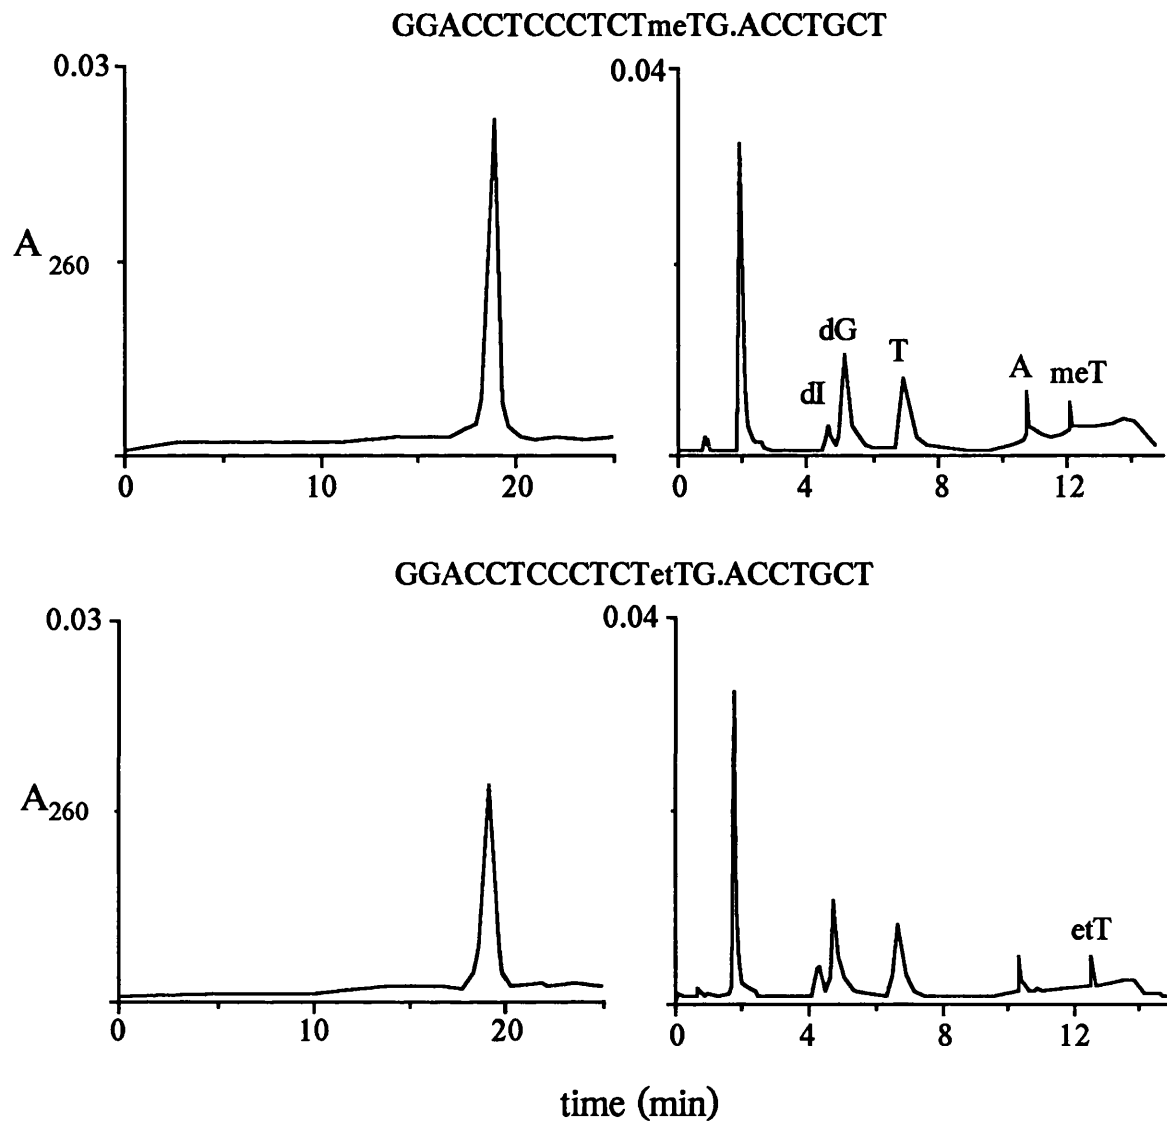 GGACCTCCCTCTmeTG.ACCTGCT
0.03
0.04
A 260
dI
dG
T
A
meT
0 10 20
0 4 8 12
GGACCTCCCTCTetTG.ACCTGCT
0.03
0.04
A260
etT
0 10 20
0 4 8 12
time (min)